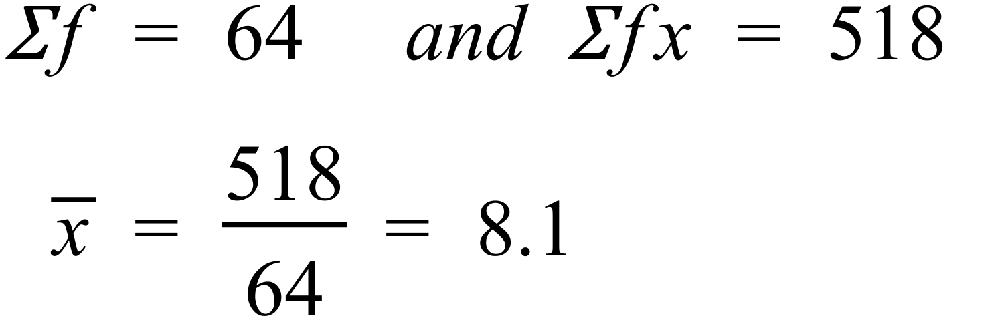 Σf = 64 and Σfx = 518
x̅ = 518/64 = 8.1